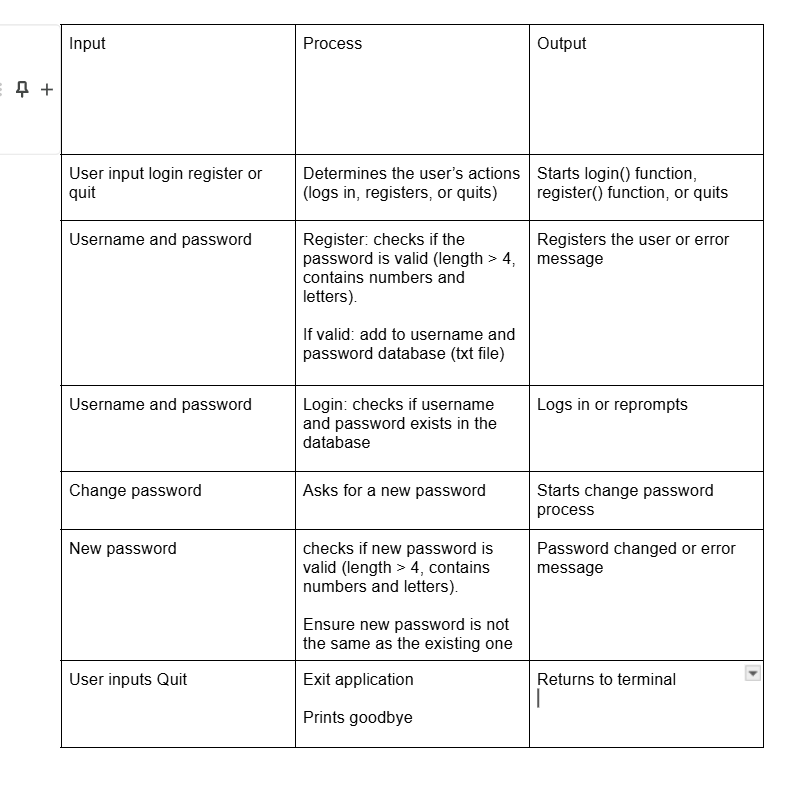 Input
Process
Output
User input login register or
quit
Determines the user's actions
(logs in, registers, or quits)
Starts login() function,
register() function, or quits
Username and password
Register: checks if the
password is valid (length > 4,
contains numbers and
letters).
If valid: add to username and
password database (txt file)
Registers the user or error
message
Username and password
Login: checks if username
and password exists in the
database
Logs in or reprompts
Change password
Asks for a new password
Starts change password
process
New password
checks if new password is
valid (length > 4, contains
numbers and letters).
Ensure new password is not
the same as the existing one
Password changed or error
message
User inputs Quit
Exit application
Prints goodbye
Returns to terminal